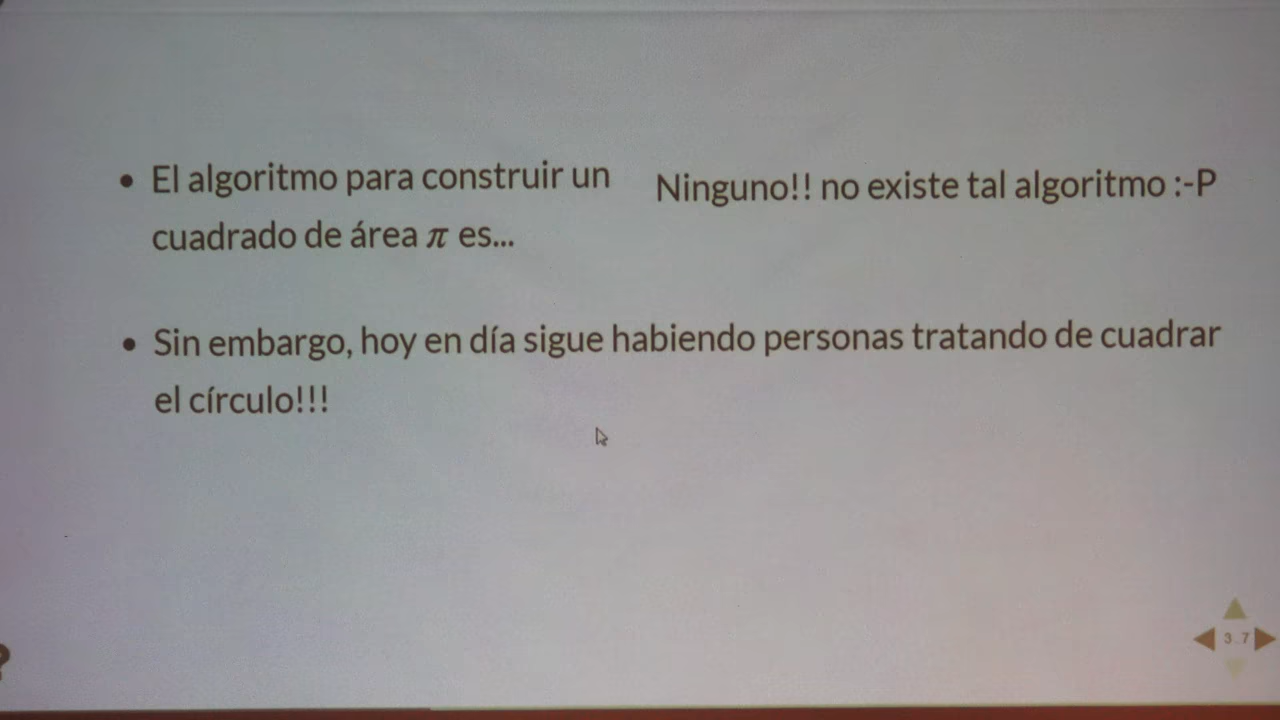 • El algoritmo para construir un
cuadrado de área π es...
Ninguno!! no existe tal algoritmo :-P
• Sin embargo, hoy en día sigue habiendo personas tratando de cuadrar
el círculo!!!
?
3.7